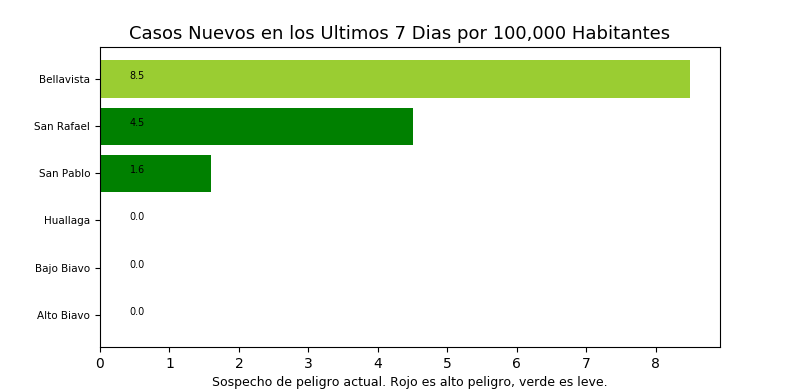 Casos Nuevos en los Ultimos 7 Dias por 100,000 Habitantes
Bellavista 8.5
San Rafael 4.5
San Pablo 1.6
Huallaga 0.0
Bajo Biavo 0.0
Alto Biavo 0.0
0 1 2 3 4 5 6 7 8
Sospecho de peligro actual. Rojo es alto peligro, verde es leve.